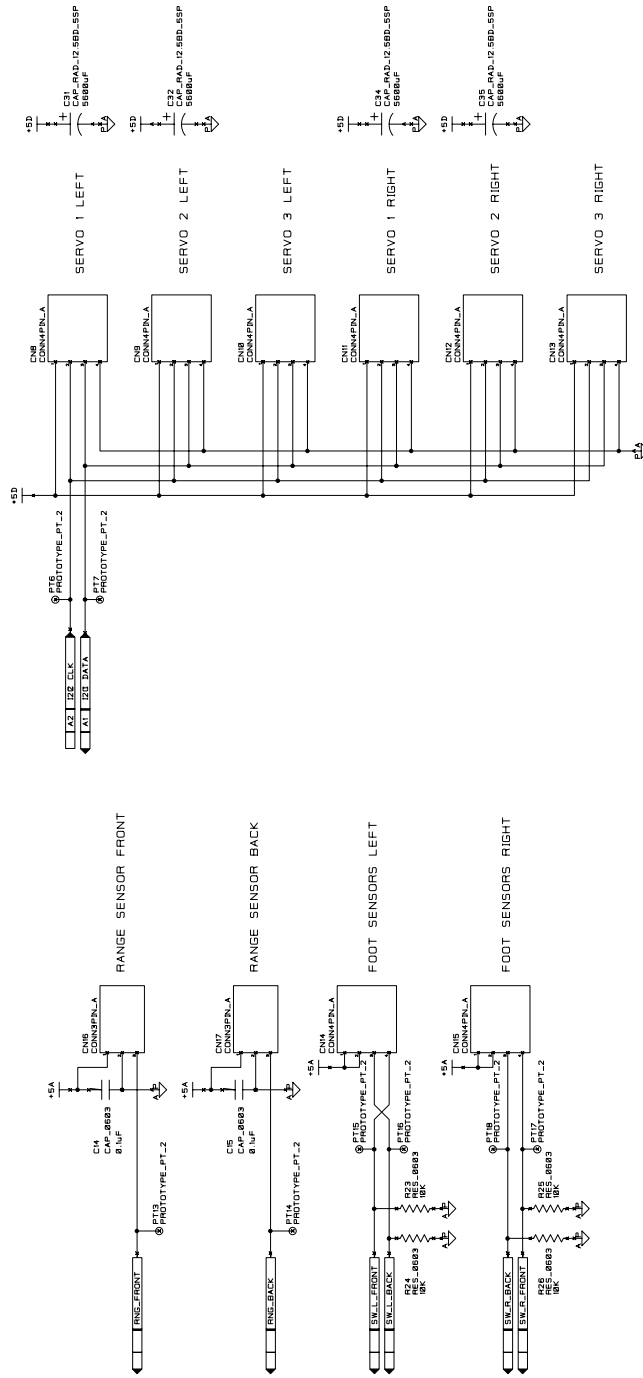 +5D
C31
CAP_RAD_12.5BD_5SP
5600uF
P_A
+5D
C32
CAP_RAD_12.5BD_5SP
5600uF
P_A
+5D
C34
CAP_RAD_12.5BD_5SP
5600uF
P_A
+5D
C35
CAP_RAD_12.5BD_5SP
5600uF
P_A
SERVO 1 LEFT
SERVO 2 LEFT
SERVO 3 LEFT
SERVO 1 RIGHT
SERVO 2 RIGHT
SERVO 3 RIGHT
CN8
CONN4PIN_A
CN9
CONN4PIN_A
CN10
CONN4PIN_A
CN11
CONN4PIN_A
CN12
CONN4PIN_A
CN13
CONN4PIN_A
+5D
P_A
PT6
PROTOTYPE_PT_2
PT7
PROTOTYPE_PT_2
A2
CLK
A1
DATA
RANGE SENSOR FRONT
RANGE SENSOR BACK
FOOT SENSORS LEFT
FOOT SENSORS RIGHT
CN16
CONN3PIN_A
+5A
C14
CAP_0603
0.1uF
PT13
PROTOTYPE_PT_2
RNG_FRONT
CN17
CONN3PIN_A
+5A
C15
CAP_0603
0.1uF
PT14
PROTOTYPE_PT_2
RNG_BACK
CN14
CONN4PIN_A
+5A
PT15
PROTOTYPE_PT_2
PT16
PROTOTYPE_PT_2
R23
RES_0603
10K
R24
RES_0603
10K
SW_L_FRONT
SW_L_BACK
CN15
CONN4PIN_A
+5A
PT18
PROTOTYPE_PT_2
PT17
PROTOTYPE_PT_2
R25
RES_0603
10K
R26
RES_0603
10K
SW_R_BACK
SW_R_FRONT